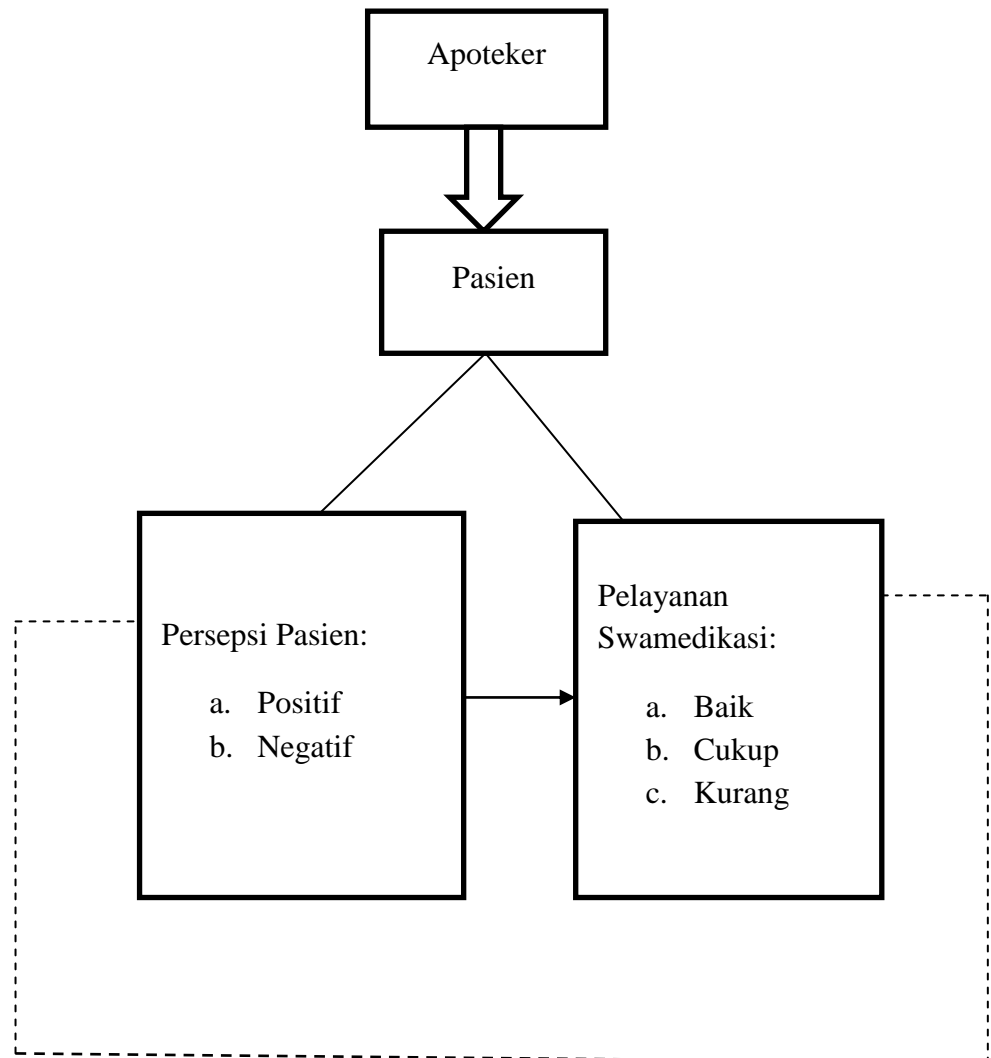 Apoteker
Pasien
Persepsi Pasien:
a. Positif
b. Negatif
Pelayanan
Swamedikasi:
a. Baik
b. Cukup
c. Kurang